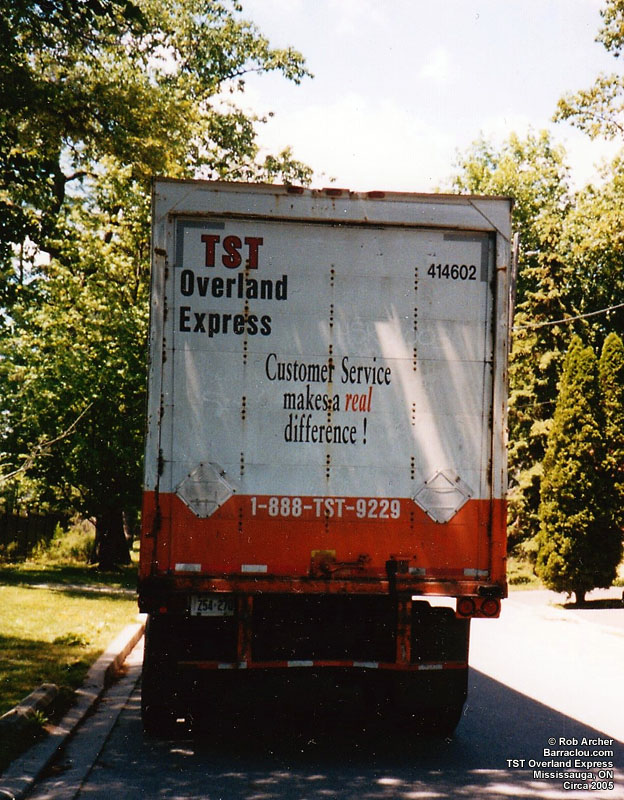 TST
Overland
Express
414602
Customer Service
makes a real
difference !
1-888-TST-9229
© Rob Archer
Barraclou.com
TST Overland Express
Mississauga, ON
Circa 2005